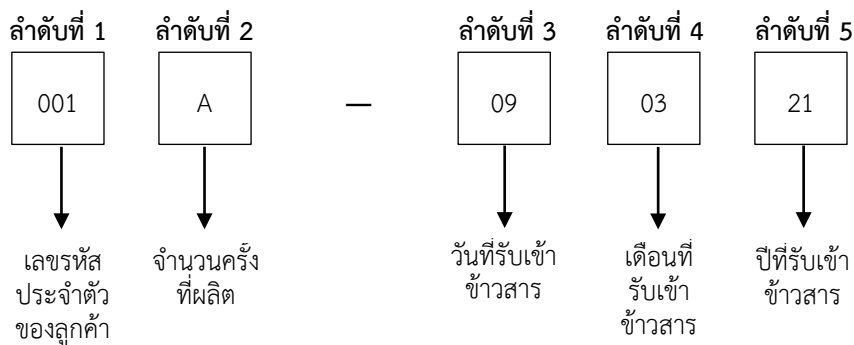 ลำดับที่ 1 ลำดับที่ 2 ลำดับที่ 3 ลำดับที่ 4 ลำดับที่ 5
001 A – 09 03 21
เลขรหัส
ประจำตัว
ของลูกค้า
จำนวนครั้ง
ที่ผลิต
วันที่รับเข้า
ข้าวสาร
เดือนที่
รับเข้า
ข้าวสาร
ปีที่รับเข้า
ข้าวสาร